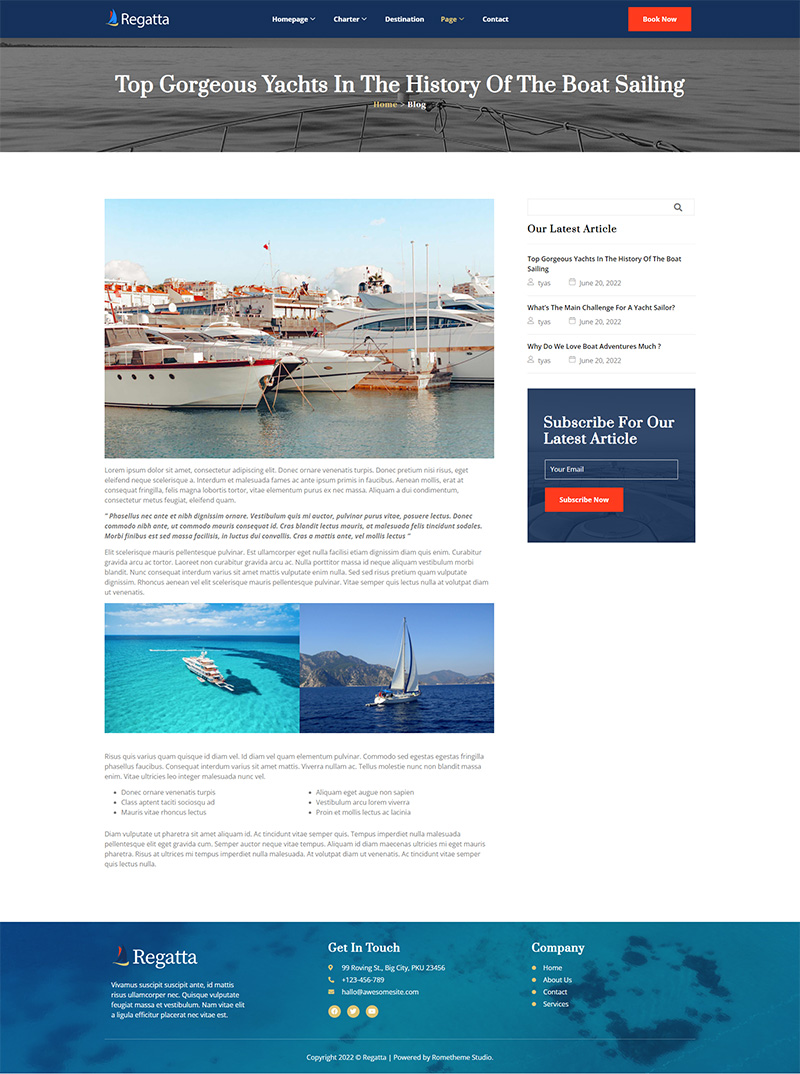 Regatta
Homepage Charter Destination Page Contact
Book Now
Top Gorgeous Yachts In The History Of The Boat Sailing
Home > Blog
Our Latest Article
Top Gorgeous Yachts In The History Of The Boat
Sailing
tyas June 20, 2022
What's The Main Challenge For A Yacht Sailor?
tyas June 20, 2022
Why Do We Love Boat Adventures Much ?
tyas June 20, 2022
Subscribe For Our
Latest Article
Your Email
Subscribe Now
Lorem ipsum dolor sit amet, consectetur adipiscing elit. Donec ornare venenatis turpis. Donec pretium nisi risus, eget
eleifend neque scelerisque a. Interdum et malesuada fames ac ante ipsum primis in faucibus. Aenean mollis, erat at
consequat fringilla, felis magna lobortis tortor, vitae elementum purus ex nec massa. Aliquam a dui condimentum,
consectetur metus feugiat, eleifend quam.
" Phasellus nec ante et nibh dignissim ornare. Vestibulum quis mi auctor, pulvinar purus vitae, posuere lectus. Donec
commodo nibh ante, ut commodo mauris consequat id. Cras blandit lectus mauris, at malesuada felis tincidunt sodales.
Morbi finibus est sed massa facilisis, in luctus dui convallis. Cras a mattis ante, vel mollis lectus "
Elit scelerisque mauris pellentesque pulvinar. Est ullamcorper eget nulla facilisi etiam dignissim diam quis enim. Curabitur
gravida arcu ac tortor. Laoreet non curabitur gravida arcu ac. Nulla porttitor massa id neque aliquam vestibulum morbi
blandit. Nunc consequat interdum varius sit amet mattis vulputate enim nulla. Sed sed risus pretium quam vulputate
dignissim. Rhoncus aenean vel elit scelerisque mauris pellentesque pulvinar. Vitae semper quis lectus nulla at volutpat diam
ut venenatis.
Risus quis varius quam quisque id diam vel. Id diam vel quam elementum pulvinar. Commodo sed egestas egestas fringilla
phasellus faucibus. Consequat interdum varius sit amet mattis. Viverra nullam ac. Tellus molestie nunc non blandit massa
enim. Vitae ultricies leo integer malesuada nunc vel.
Donec ornare venenatis turpis
Class aptent taciti sociosqu ad
Mauris vitae rhoncus lectus
Aliquam eget augue non sapien
Vestibulum arcu lorem viverra
Proin et mollis lectus ac lacinia
Diam vulputate ut pharetra sit amet aliquam id. Ac tincidunt vitae semper quis. Tempus imperdiet nulla malesuada
pellentesque elit eget gravida cum. Semper auctor neque vitae tempus. Aliquam id diam maecenas ultricies mi eget mauris
pharetra. Risus at ultrices mi tempus imperdiet nulla malesuada. At volutpat diam ut venenatis. Ac tincidunt vitae semper
quis lectus nulla.
Regatta
Vivamus suscipit suscipit ante, id mattis
risus ullamcorper nec. Quisque vulputate
feugiat massa et vestibulum. Nam vitae elit
a ligula efficitur placerat nec vitae est.
Get In Touch
99 Roving St., Big City, PKU 23456
+123-456-789
hallo@awesomesite.com
Company
Home
About Us
Contact
Services
Copyright 2022 © Regatta | Powered by Rometheme Studio.